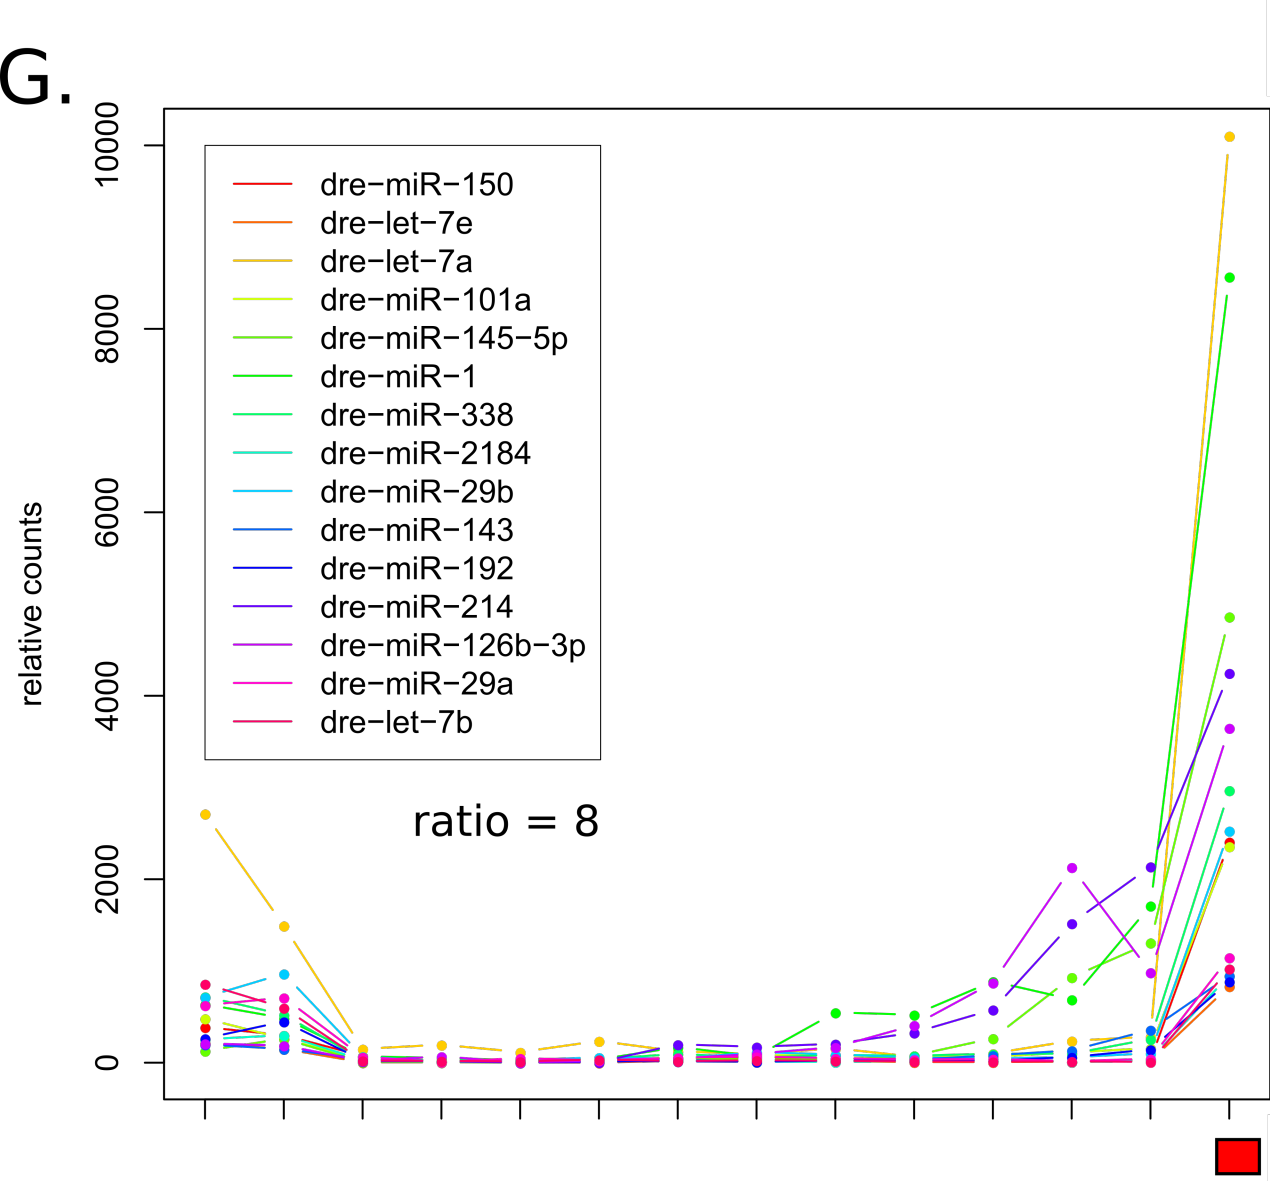 G.
10000
8000
6000
4000
2000
0
relative counts
dre−miR−150
dre−let−7e
dre−let−7a
dre−miR−101a
dre−miR−145−5p
dre−miR−1
dre−miR−338
dre−miR−2184
dre−miR−29b
dre−miR−143
dre−miR−192
dre−miR−214
dre−miR−126b−3p
dre−miR−29a
dre−let−7b
ratio = 8